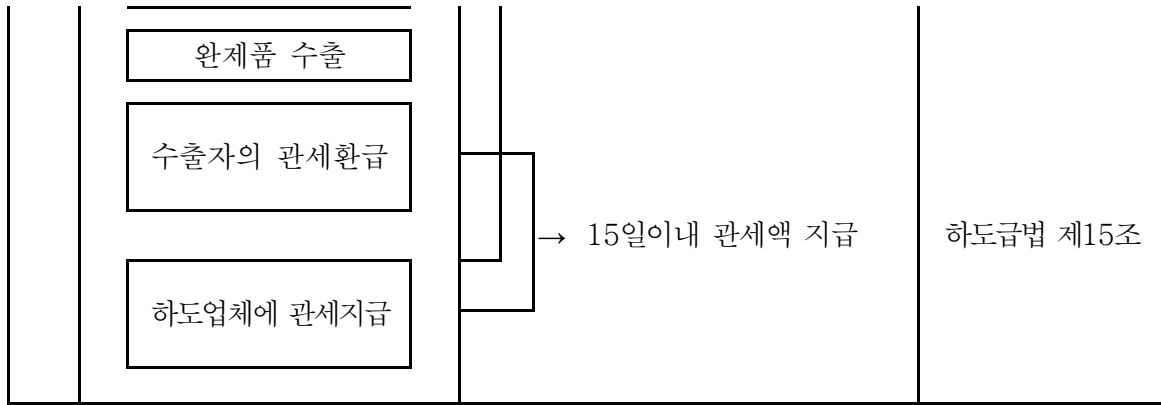 완제품 수출
수출자의 관세환급
→ 15일이내 관세액 지급
하도급법 제15조
하도업체에 관세지급